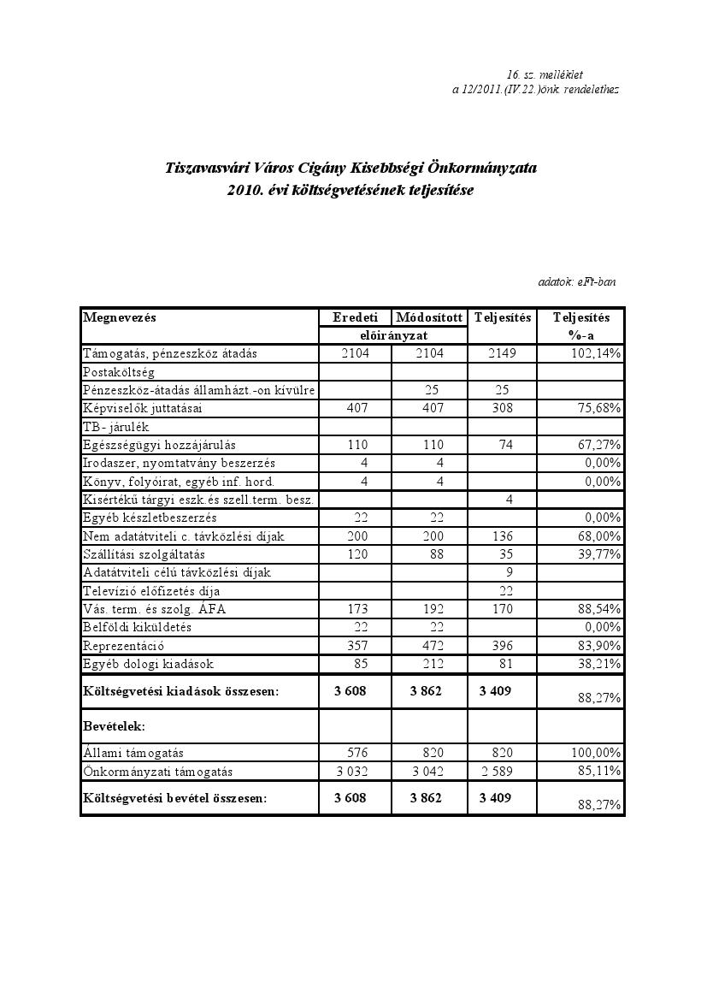 16. sz. melléklet
a 12/2011.(IV.22.)önk. rendelethez
Tiszavasvári Város Cigány Kisebbségi Önkormányzata
2010. évi költségvetésének teljesítése
adatok: eFt-ban
Megnevezés Eredeti Módosított Teljesítés Teljesítés
előirányzat %-a
Támogatás, pénzeszköz átadás 2104 2104 2149 102,14%
Postaköltség
Pénzeszköz-átadás államházt.-on kívülre 25 25
Képviselők juttatásai 407 407 308 75,68%
TB- járulék
Egészségügyi hozzájárulás 110 110 74 67,27%
Irodaszer, nyomtatvány beszerzés 4 4 0,00%
Könyv, folyóirat, egyéb inf. hord. 4 4 0,00%
Kisértékű tárgyi eszk.és szell.term. besz. 4
Egyéb készletbeszerzés 22 22 0,00%
Nem adatátviteli c. távközlési díjak 200 200 136 68,00%
Szállítási szolgáltatás 120 88 35 39,77%
Adatátviteli célú távközlési díjak 9
Televízió előfizetés díja 22
Vás. term. és szolg. ÁFA 173 192 170 88,54%
Belföldi kiküldetés 22 22 0,00%
Reprezentáció 357 472 396 83,90%
Egyéb dologi kiadások 85 212 81 38,21%
Költségvetési kiadások összesen: 3 608 3 862 3 409 88,27%
Bevételek:
Állami támogatás 576 820 820 100,00%
Önkormányzati támogatás 3 032 3 042 2 589 85,11%
Költségvetési bevétel összesen: 3 608 3 862 3 409 88,27%